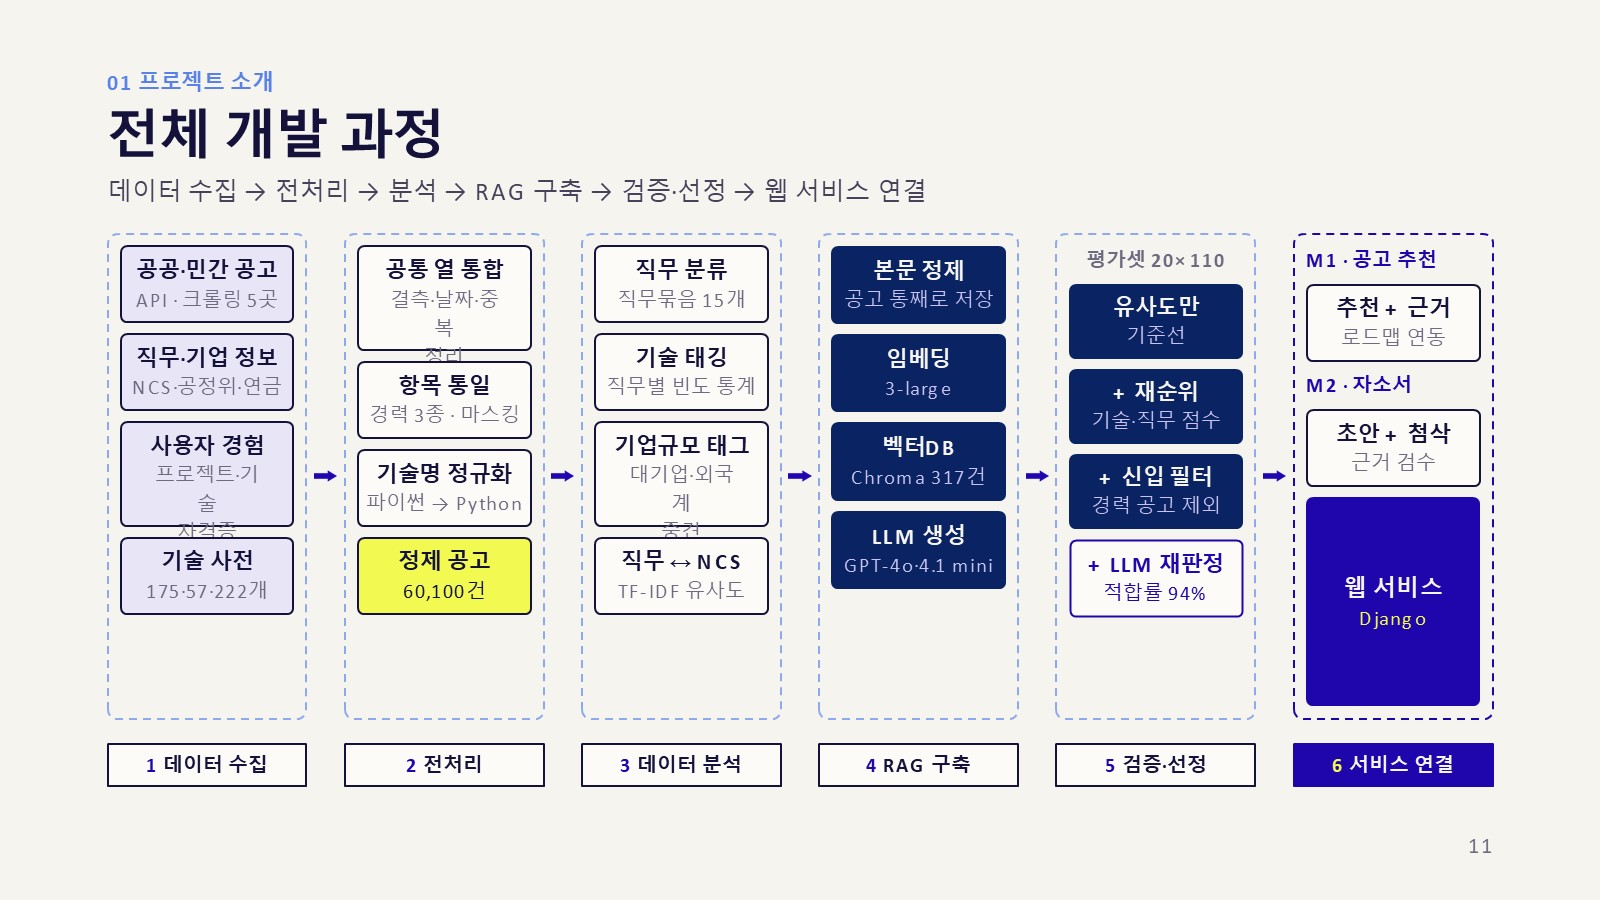 01 프로젝트 소개
전체 개발 과정
데이터 수집 → 전처리 → 분석 → RAG 구축 → 검증·선정 → 웹 서비스 연결
공공·민간 공고
API · 크롤링 5곳
직무·기업 정보
NCS·공정위·연금
사용자 경험
프로젝트·기
술
자격증
기술 사전
175·57·222개
1 데이터 수집
공통 열 통합
결측·날짜·중
복
정리
항목 통일
경력 3종 · 마스킹
기술명 정규화
파이썬 → Python
정제 공고
60,100건
2 전처리
직무 분류
직무묶음 15개
기술 태깅
직무별 빈도 통계
기업규모 태그
대기업·외국
계
중견
직무 ↔ NCS
TF-IDF 유사도
3 데이터 분석
본문 정제
공고 통째로 저장
임베딩
3-large
벡터DB
Chroma 317건
LLM 생성
GPT-4o·4.1 mini
4 RAG 구축
평가셋 20×110
유사도만
기준선
+ 재순위
기술·직무 점수
+ 신입 필터
경력 공고 제외
+ LLM 재판정
적합률 94%
5 검증·선정
M1 · 공고 추천
추천 + 근거
로드맵 연동
M2 · 자소서
초안 + 첨삭
근거 검수
웹 서비스
Django
6 서비스 연결
11